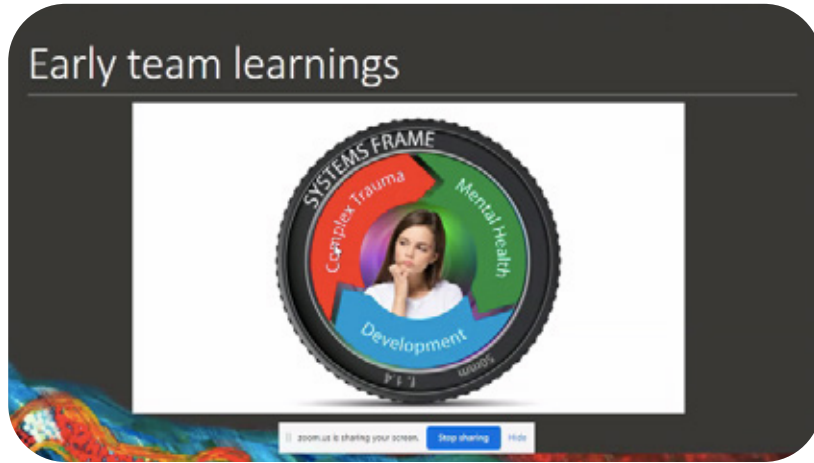 Early team learnings
SYSTEMS FRAME
Complex Trauma
Mental Health
Development
f. 1.4
50mm
zoom.us is sharing your screen. Stop sharing Hide